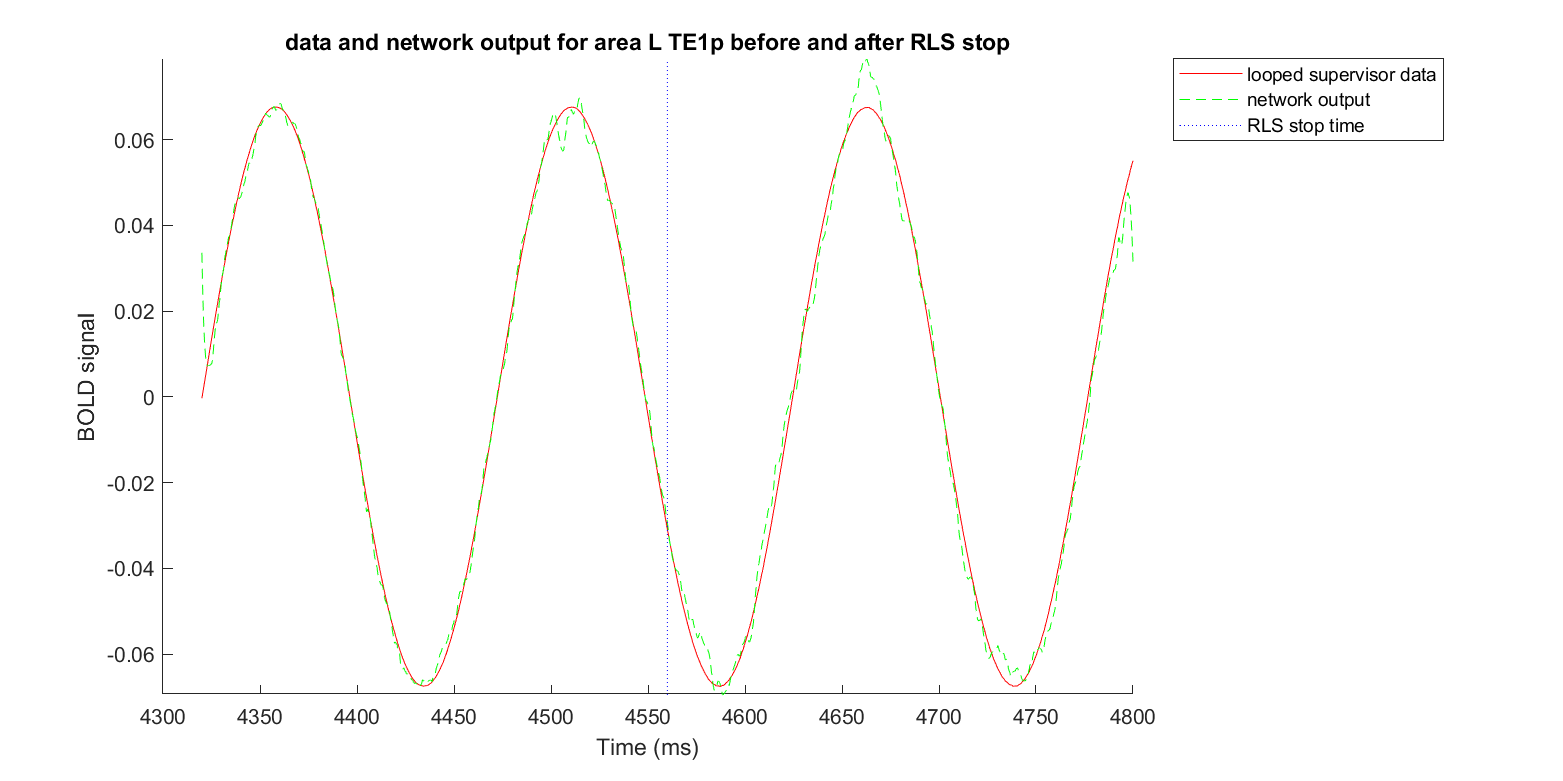 data and network output for area L TE1p before and after RLS stop
looped supervisor data
network output
RLS stop time
BOLD signal
0.06
0.04
0.02
0
-0.02
-0.04
-0.06
4300 4350 4400 4450 4500 4550 4600 4650 4700 4750 4800
Time (ms)